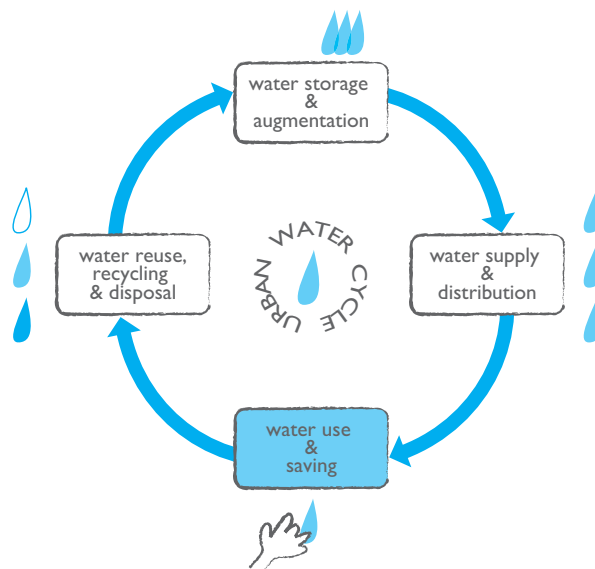 water storage
&
augmentation
water reuse,
recycling
& disposal
URBAN WATER CYCLE
water supply
&
distribution
water use
&
saving